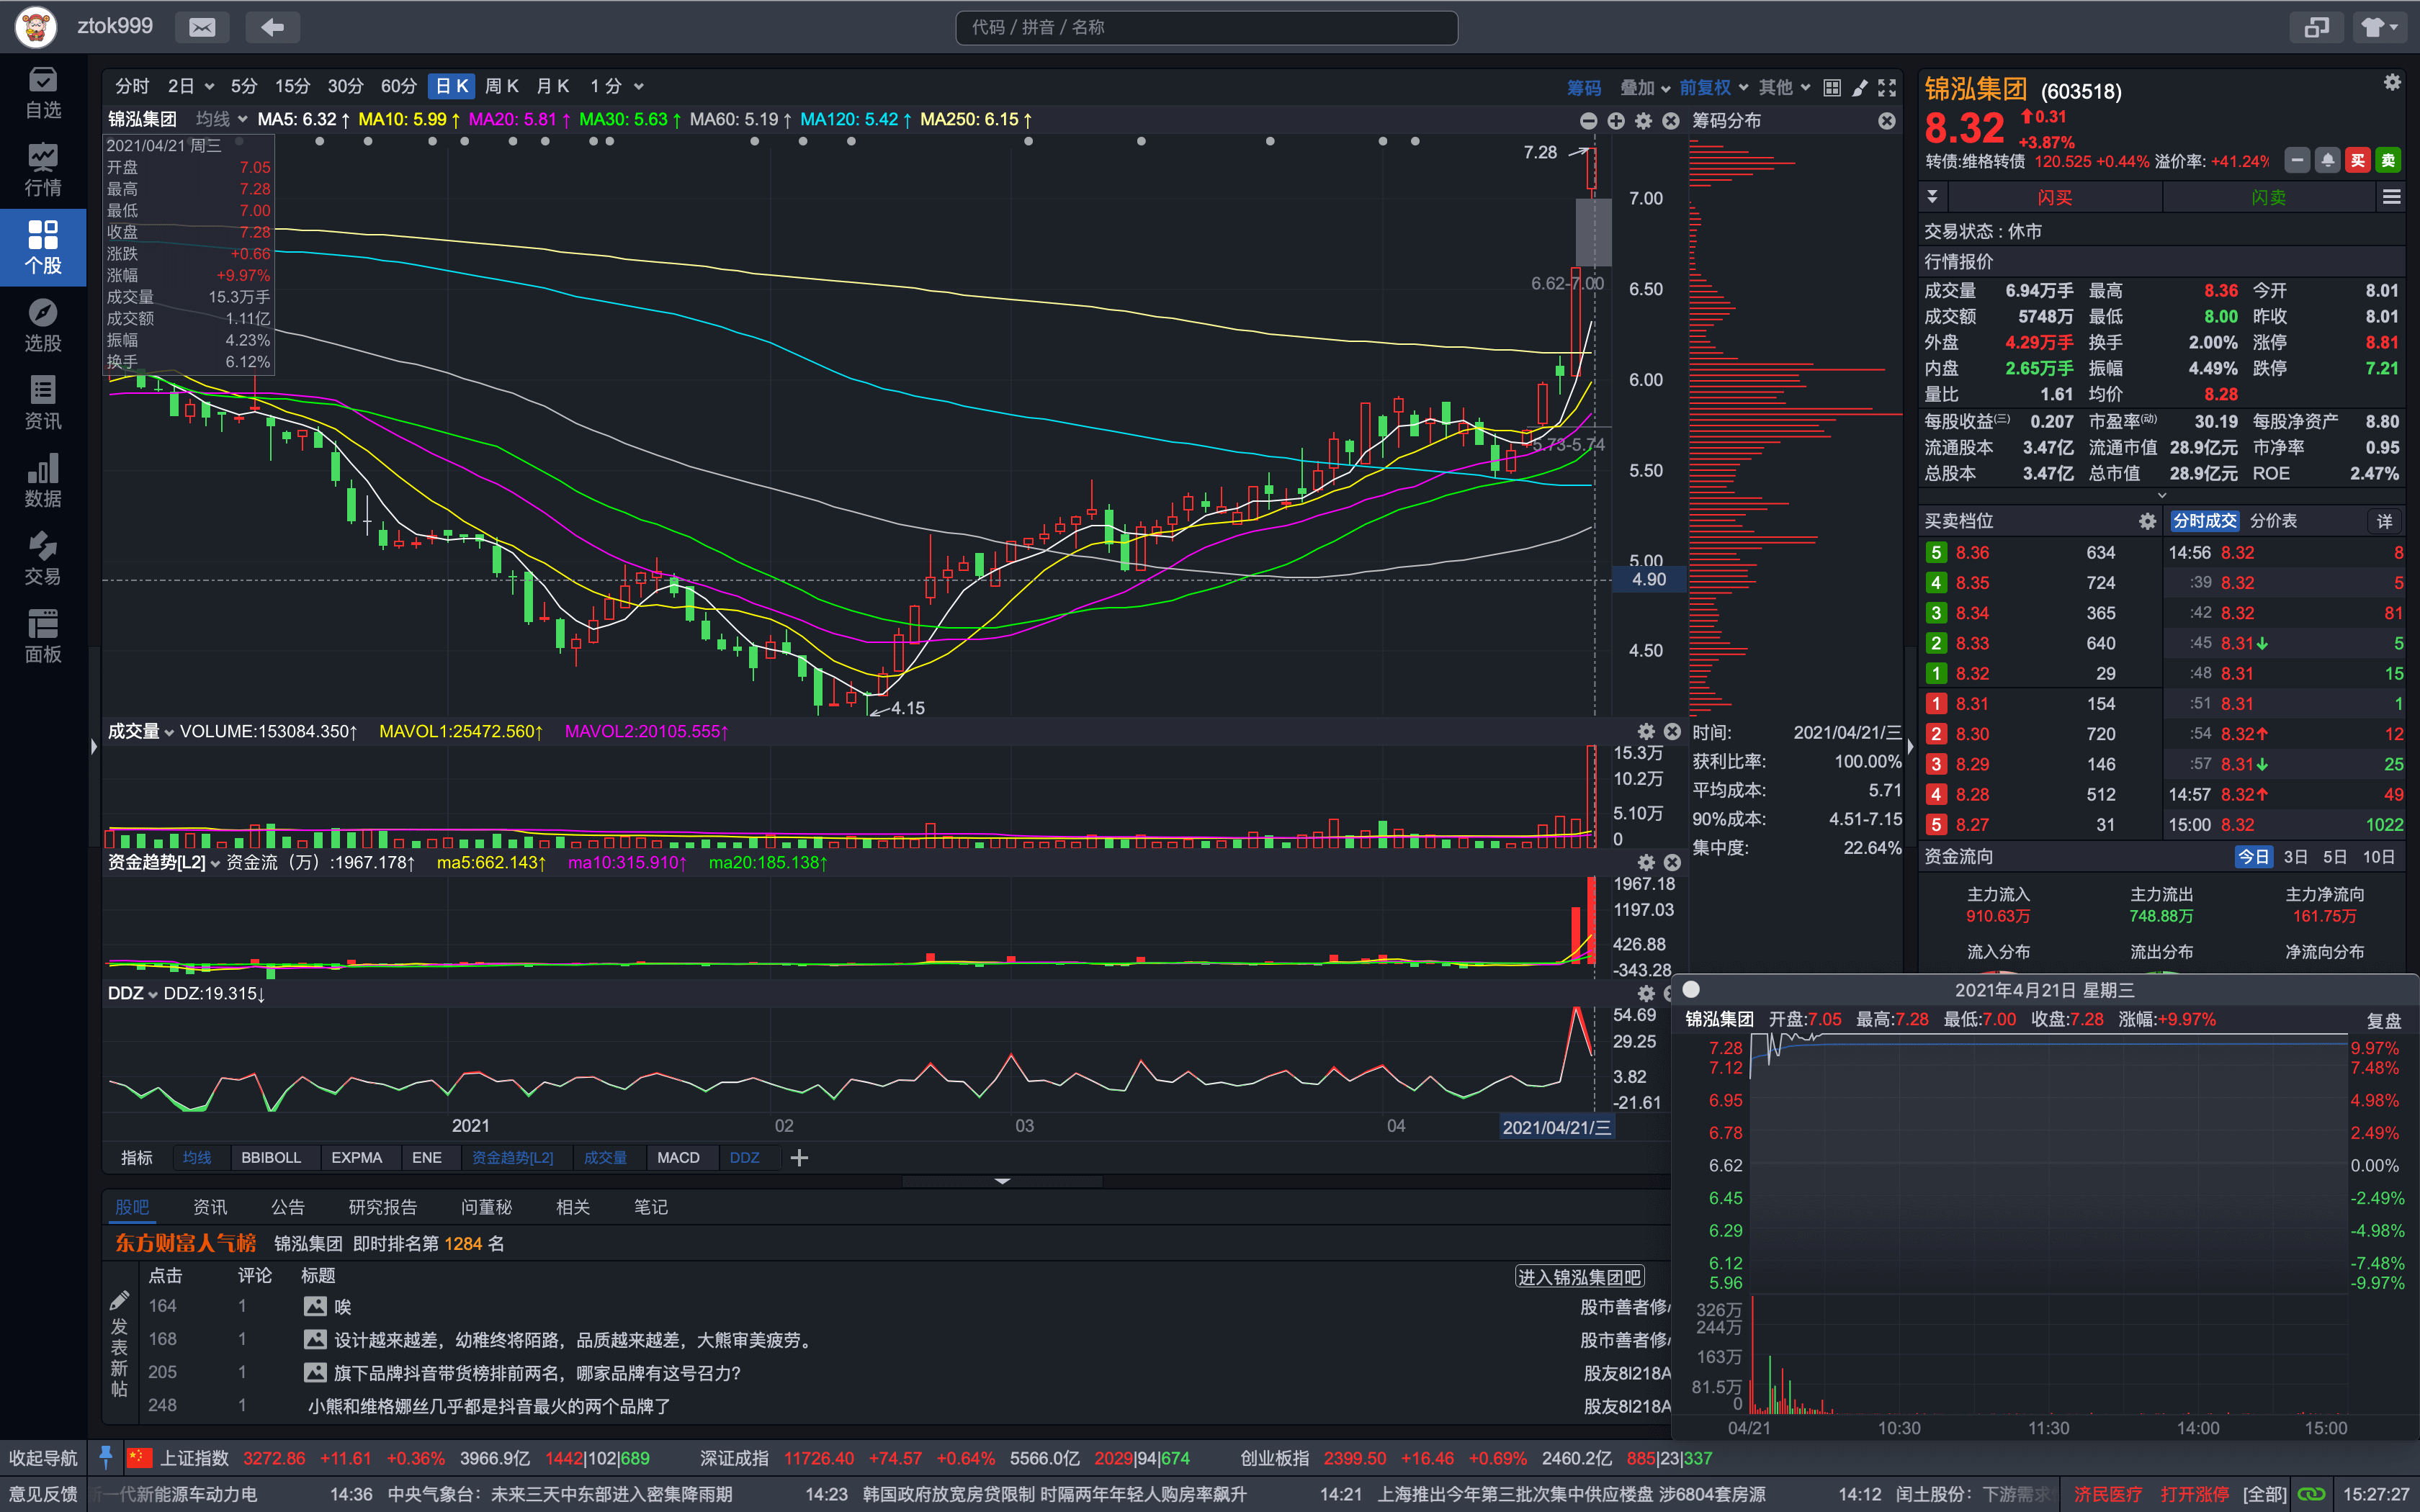 ztok999
代码 / 拼音 / 名称
自选
行情
个股
选股
资讯
数据
交易
面板
分时 2日 5分 15分 30分 60分 日K 周K 月K 1分
筹码 叠加 前复权 其他
锦泓集团 均线 MA5: 6.32↑ MA10: 5.99↑ MA20: 5.81↑ MA30: 5.63↑ MA60: 5.19↑ MA120: 5.42↑ MA250: 6.15↑
筹码分布
2021/04/21 周三
开盘 7.05
最高 7.28
最低 7.00
收盘 7.28
涨跌 +0.66
涨幅 +9.97%
成交量 15.3万手
成交额 1.11亿
振幅 4.23%
换手 6.12%
7.28
7.00
6.62-7.00
6.50
6.00
5.73-5.74
5.50
5.00
4.90
4.50
4.15
成交量 VOLUME:153084.350↑ MAVOL1:25472.560↑ MAVOL2:20105.555↑
15.3万
10.2万
5.10万
0
时间: 2021/04/21/三
获利比率: 100.00%
平均成本: 5.71
90%成本: 4.51-7.15
集中度: 22.64%
资金趋势[L2] 资金流（万）:1967.178↑ ma5:662.143↑ ma10:315.910↑ ma20:185.138↑
1967.18
1197.03
426.88
-343.28
DDZ DDZ:19.315↓
54.69
29.25
3.82
-21.61
2021 02 03 04 2021/04/21/三
指标 均线 BBIBOLL EXPMA ENE 资金趋势[L2] 成交量 MACD DDZ
股吧 资讯 公告 研究报告 问董秘 相关 笔记
东方财富人气榜 锦泓集团 即时排名第 1284 名
点击 评论 标题
进入锦泓集团吧
发表新帖
164 1 唉 股市善者修
168 1 设计越来越差，幼稚终将陌路，品质越来越差，大熊审美疲劳。 股市善者修
205 1 旗下品牌抖音带货榜排前两名，哪家品牌有这号召力? 股友8I218A
248 1 小熊和维格娜丝几乎都是抖音最火的两个品牌了 股友8I218A
锦泓集团 (603518)
8.32 0.31
+3.87%
转债:维格转债 120.525 +0.44% 溢价率: +41.24%
买 卖
闪买 闪卖
交易状态 : 休市
行情报价
成交量 6.94万手 最高 8.36 今开 8.01
成交额 5748万 最低 8.00 昨收 8.01
外盘 4.29万手 换手 2.00% 涨停 8.81
内盘 2.65万手 振幅 4.49% 跌停 7.21
量比 1.61 均价 8.28
每股收益(三) 0.207 市盈率(动) 30.19 每股净资产 8.80
流通股本 3.47亿 流通市值 28.9亿元 市净率 0.95
总股本 3.47亿 总市值 28.9亿元 ROE 2.47%
买卖档位 分时成交 分价表 详
5 8.36 634 14:56 8.32 8
4 8.35 724 :39 8.32 5
3 8.34 365 :42 8.32 81
2 8.33 640 :45 8.31↓ 5
1 8.32 29 :48 8.31 15
1 8.31 154 :51 8.31 1
2 8.30 720 :54 8.32↑ 12
3 8.29 146 :57 8.31↓ 25
4 8.28 512 14:57 8.32↑ 49
5 8.27 31 15:00 8.32 1022
资金流向 今日 3日 5日 10日
主力流入 主力流出 主力净流向
910.63万 748.88万 161.75万
流入分布 流出分布 净流向分布
2021年4月21日 星期三
锦泓集团 开盘:7.05 最高:7.28 最低:7.00 收盘:7.28 涨幅:+9.97% 复盘
7.28 9.97%
7.12 7.48%
6.95 4.98%
6.78 2.49%
6.62 0.00%
6.45 -2.49%
6.29 -4.98%
6.12 -7.48%
5.96 -9.97%
326万
244万
163万
81.5万
0
04/21 10:30 11:30 14:00 15:00
收起导航 上证指数 3272.86 +11.61 +0.36% 3966.9亿 1442|102|689 深证成指 11726.40 +74.57 +0.64% 5566.0亿 2029|94|674 创业板指 2399.50 +16.46 +0.69% 2460.2亿 885|23|337
意见反馈 新一代新能源车动力电 14:36 中央气象台：未来三天中东部进入密集降雨期 14:23 韩国政府放宽房贷限制 时隔两年年轻人购房率飙升 14:21 上海推出今年第三批次集中供应楼盘 涉6804套房源 14:12 闰土股份：下游需求 济民医疗 打开涨停 [全部] 15:27:27